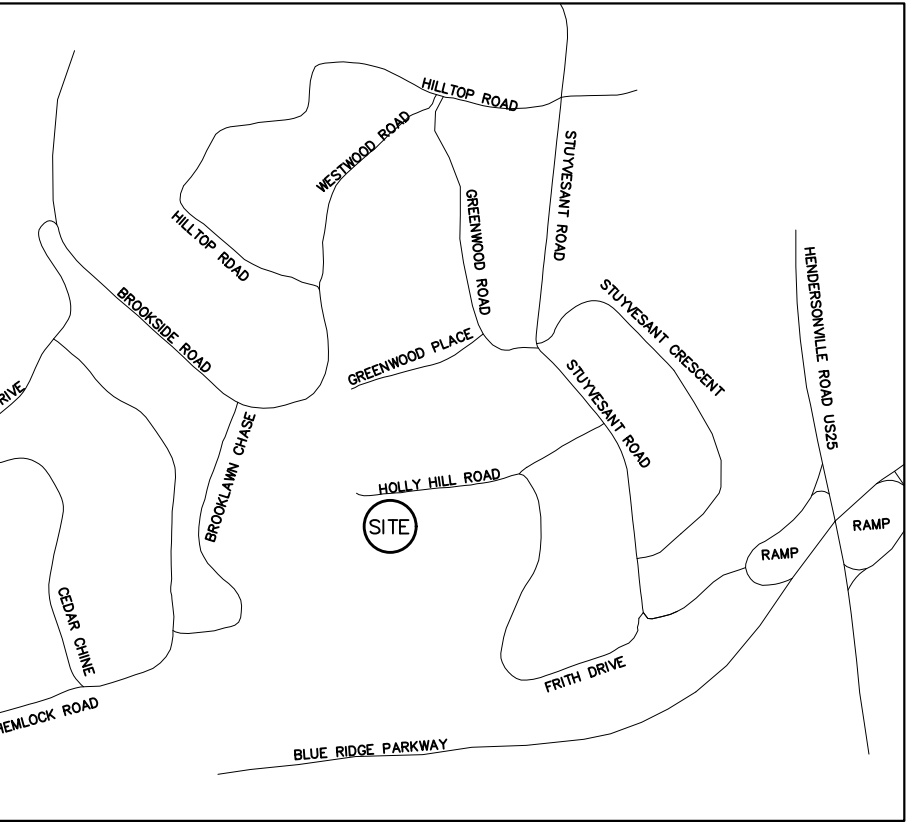 HILLTOP ROAD
WESTWOOD ROAD
STUYVESANT ROAD
HILLTOP RDAD
GREENWOOD ROAD
HENDERSONVILLE ROAD US25
BROOKSIDE ROAD
STUYVESANT CRESCENT
GREENWOOD PLACE
RIVE
STUYVESANT ROAD
BROOKLAWN CHASE
HOLLY HILL ROAD
SITE
RAMP
RAMP
CEDAR CHINE
FRITH DRIVE
HEMLOCK ROAD
BLUE RIDGE PARKWAY